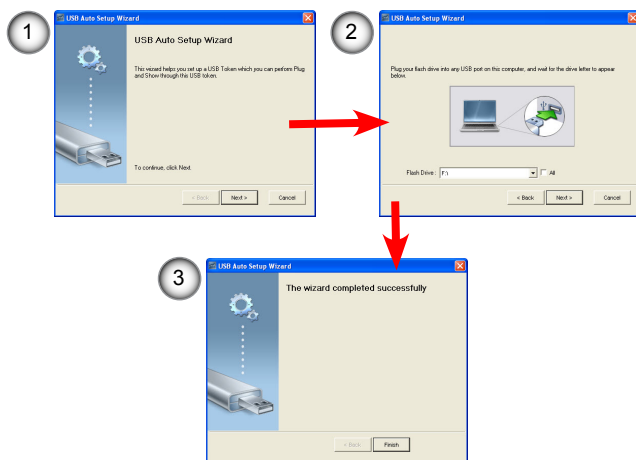 1
USB Auto Setup Wizard
USB Auto Setup Wizard
This wizard helps you set up a USB Token which you can perform Plug
and Show through this USB token.
To continue, click Next
< Back
Next >
Cancel
2
USB Auto Setup Wizard
Plug your flash drive into any USB port on this computer, and wait for the drive letter to appear
below.
Flash Drive : F:\ All
< Back
Next >
Cancel
3
USB Auto Setup Wizard
The wizard completed successfully
< Back
Finish